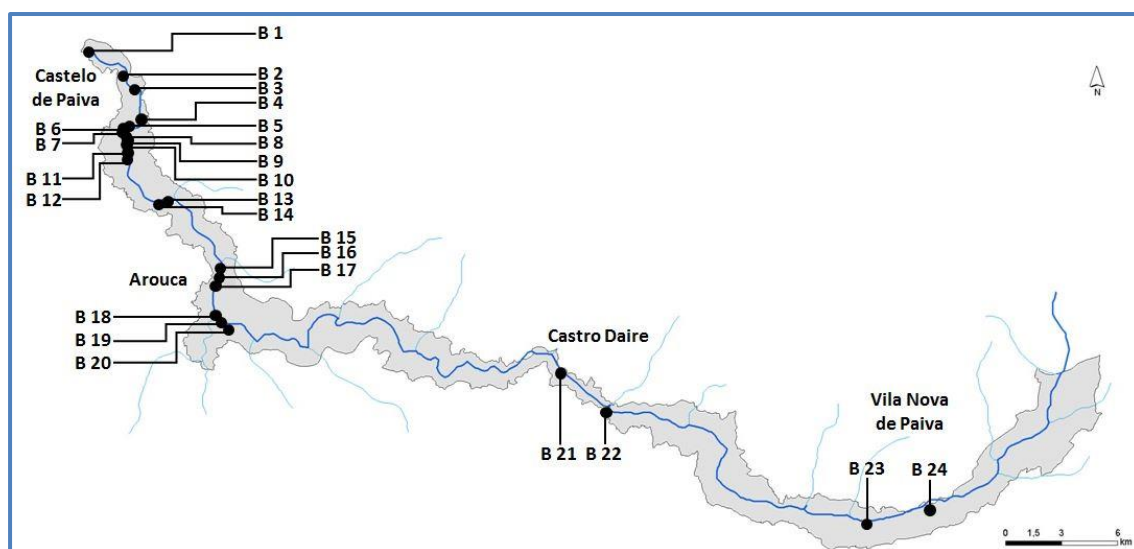 B 1
B 2
Castelo
de Paiva
B 3
B 4
B 6
B 5
B 7
B 8
B 9
B 11
B 10
B 12
B 13
B 14
B 15
B 16
Arouca
B 17
B 18
B 19
B 20
Castro Daire
Vila Nova
de Paiva
B 21
B 22
B 23
B 24
N
0 1,5 3 6
km